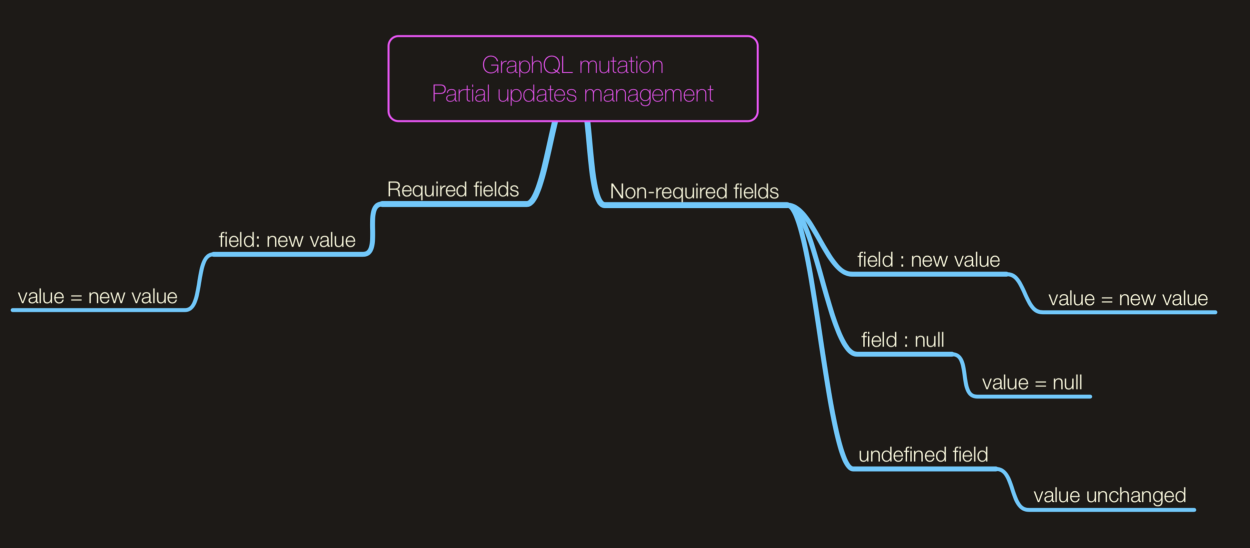 GraphQL mutation
Partial updates management
Required fields
field: new value
value = new value
Non-required fields
field : new value
value = new value
field : null
value = null
undefined field
value unchanged